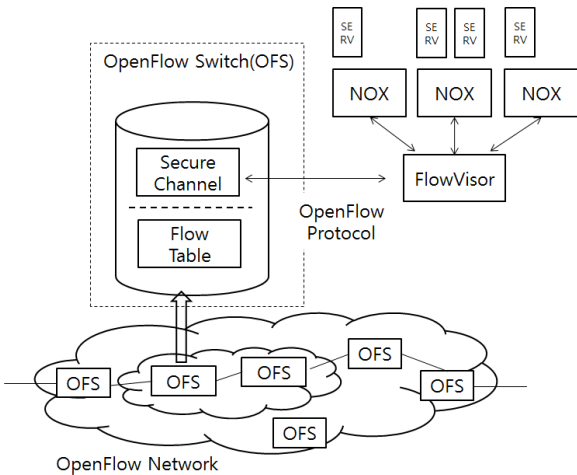 SE
RV
SE
RV
SE
RV
SE
RV
OpenFlow Switch(OFS)
NOX
NOX
NOX
Secure
Channel
FlowVisor
OpenFlow
Protocol
Flow
Table
OFS
OFS
OFS
OFS
OFS
OFS
OpenFlow Network